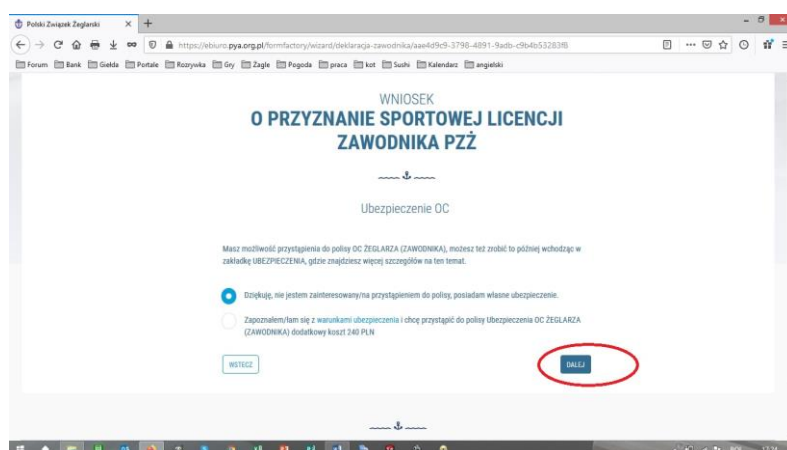 Polski Związek Żeglarski
https://ebiuro.pya.org.pl/formfactory/wizard/deklaracja-zawodnika/aae4d9c9-3798-4891-9adb-c9b4b53283f8
Forum Bank Giełda Portale Rozrywka Gry Żagle Pogoda praca kot Sushi Kalendarz angielski
WNIOSEK
O PRZYZNANIE SPORTOWEJ LICENCJI
ZAWODNIKA PZŻ
Ubezpieczenie OC
Masz możliwość przystąpienia do polisy OC ŻEGLARZA (ZAWODNIKA), możesz też zrobić to później wchodząc w
zakładkę UBEZPIECZENIA, gdzie znajdziesz więcej szczegółów na ten temat.
Dziękuję, nie jestem zainteresowany/na przystąpieniem do polisy, posiadam własne ubezpieczenie.
Zapoznałem/łam się z warunkami ubezpieczenia i chcę przystąpić do polisy Ubezpieczenia OC ŻEGLARZA
(ZAWODNIKA) dodatkowy koszt 240 PLN
WSTECZ DALEJ